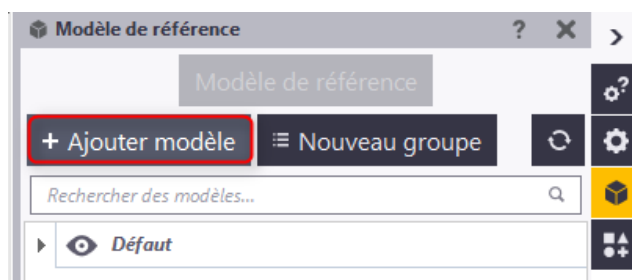 Modèle de référence ? X
Modèle de référence
+ Ajouter modèle Nouveau groupe
Rechercher des modèles...
Défaut